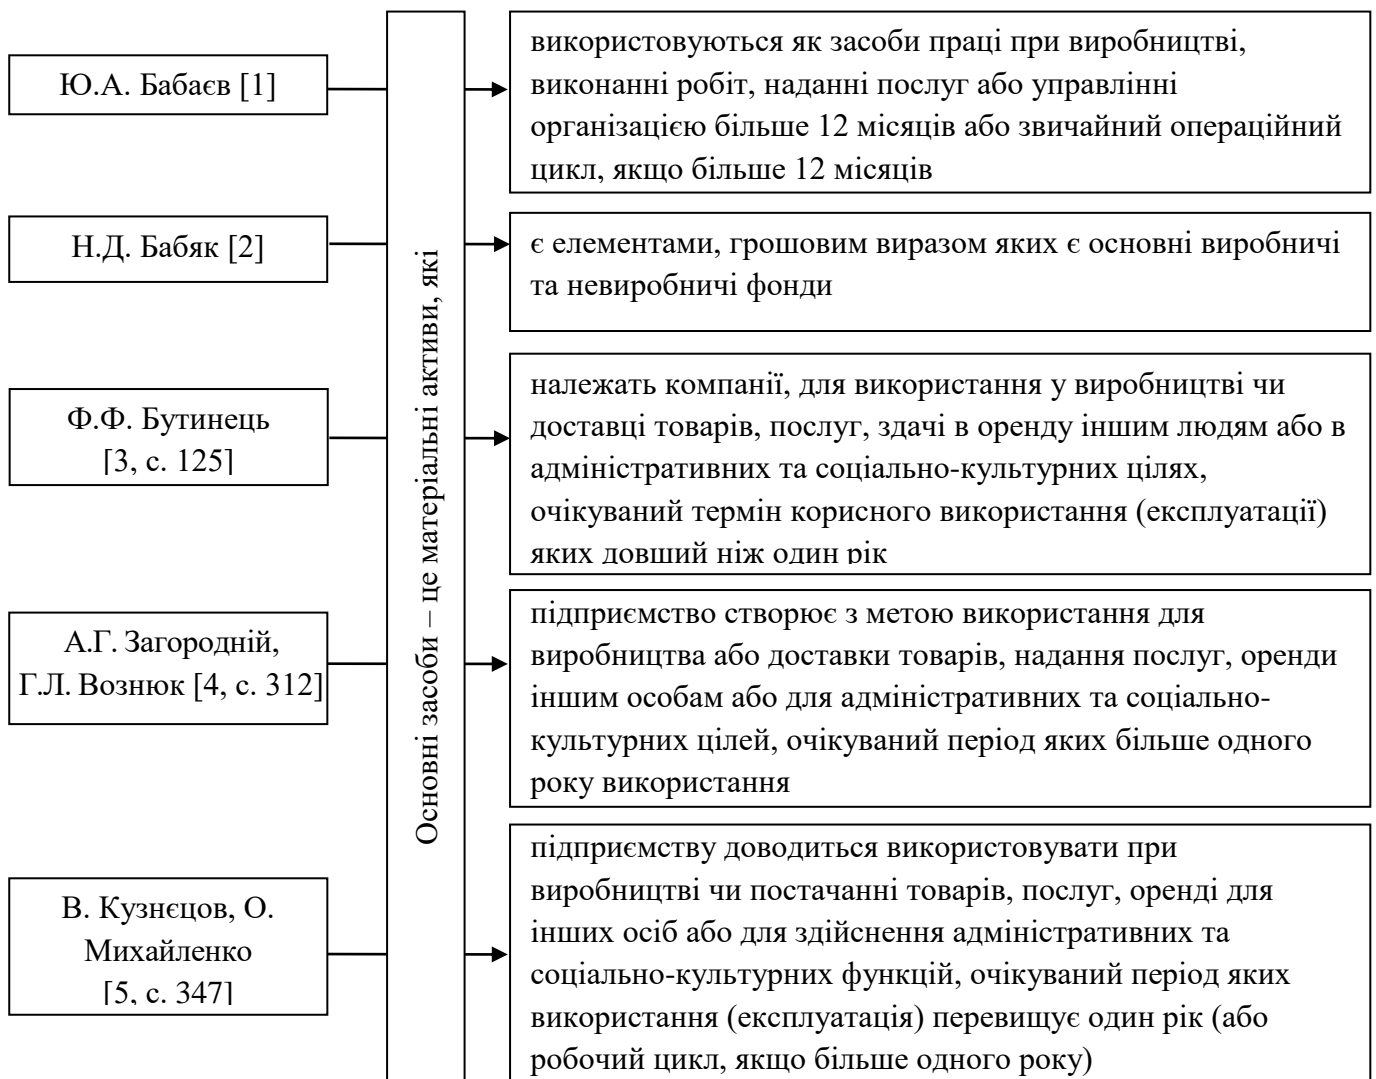 Ю.А. Бабаєв [1]
Основні засоби – це матеріальні активи, які
використовуються як засоби праці при виробництві,
виконанні робіт, наданні послуг або управлінні
організацією більше 12 місяців або звичайний операційний
цикл, якщо більше 12 місяців
Н.Д. Бабяк [2]
є елементами, грошовим виразом яких є основні виробничі
та невиробничі фонди
Ф.Ф. Бутинець
[3, с. 125]
належать компанії, для використання у виробництві чи
доставці товарів, послуг, здачі в оренду іншим людям або в
адміністративних та соціально-культурних цілях,
очікуваний термін корисного використання (експлуатації)
яких довший ніж один рік
А.Г. Загородній,
Г.Л. Вознюк [4, с. 312]
підприємство створює з метою використання для
виробництва або доставки товарів, надання послуг, оренди
іншим особам або для адміністративних та соціально-
культурних цілей, очікуваний період яких більше одного
року використання
В. Кузнєцов, О.
Михайленко
[5, с. 347]
підприємству доводиться використовувати при
виробництві чи постачанні товарів, послуг, оренді для
інших осіб або для здійснення адміністративних та
соціально-культурних функцій, очікуваний період яких
використання (експлуатація) перевищує один рік (або
робочий цикл, якщо більше одного року)